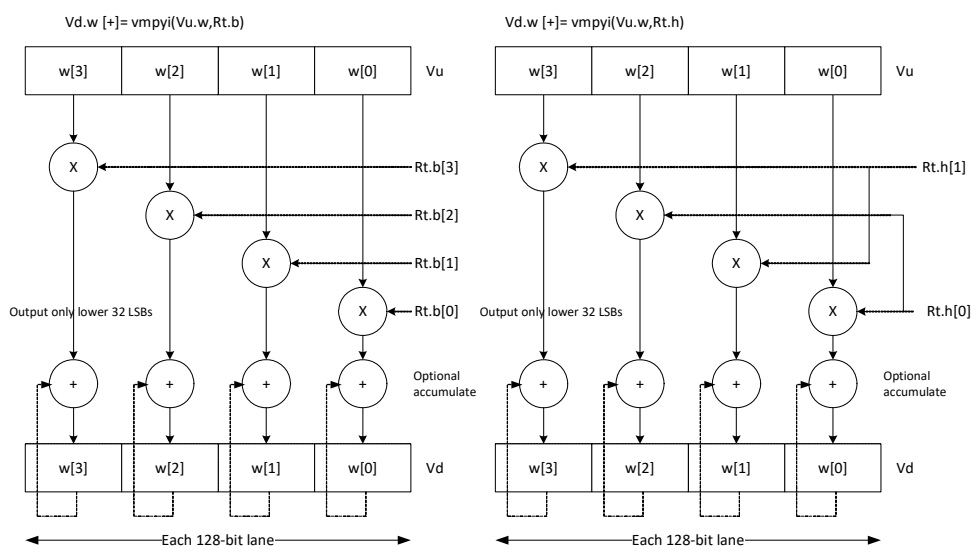 Vd.w [+]= vmpyi(Vu.w,Rt.b)
w[3] w[2] w[1] w[0] Vu
X Rt.b[3]
X Rt.b[2]
X Rt.b[1]
X Rt.b[0]
Output only lower 32 LSBs
+ + + + Optional
accumulate
w[3] w[2] w[1] w[0] Vd
Each 128-bit lane
Vd.w [+]= vmpyi(Vu.w,Rt.h)
w[3] w[2] w[1] w[0] Vu
X Rt.h[1]
X
X
X Rt.h[0]
Output only lower 32 LSBs
+ + + + Optional
accumulate
w[3] w[2] w[1] w[0] Vd
Each 128-bit lane